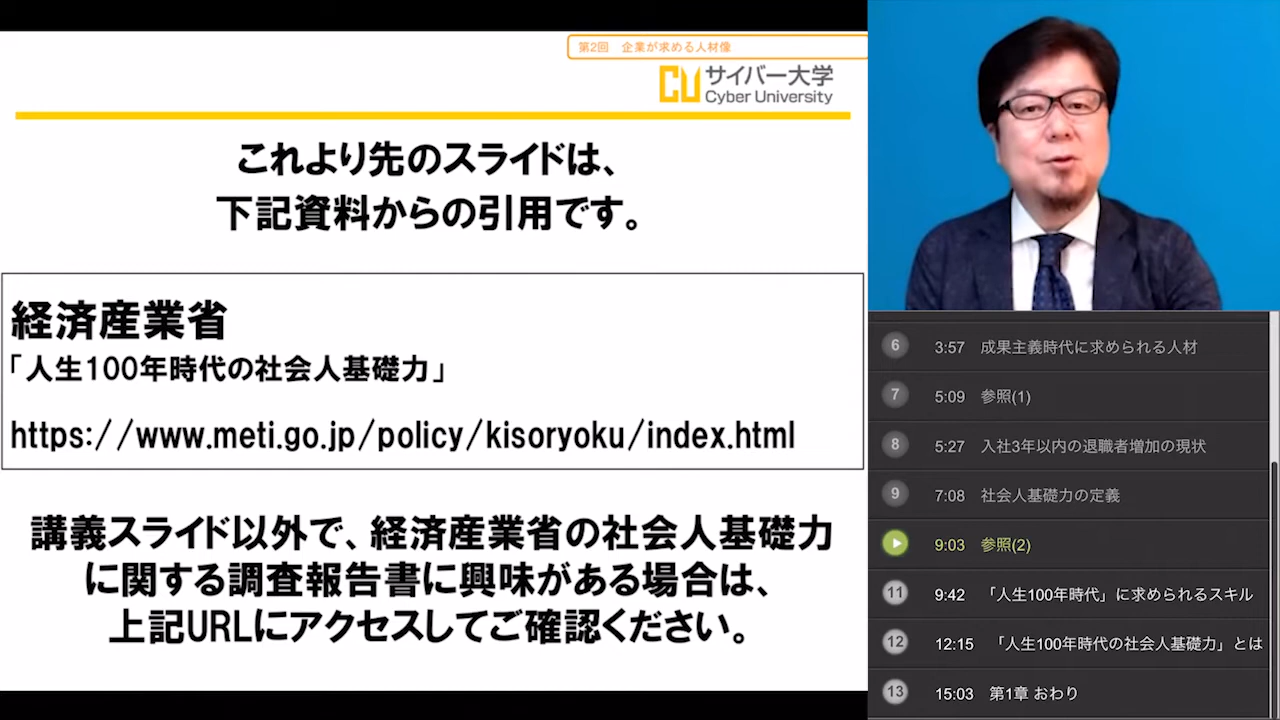 第2回 企業が求める人材像
CU サイバー大学
Cyber University
これより先のスライドは、
下記資料からの引用です。
経済産業省
「人生100年時代の社会人基礎力」
https://www.meti.go.jp/policy/kisoryoku/index.html
講義スライド以外で、経済産業省の社会人基礎力
に関する調査報告書に興味がある場合は、
上記URLにアクセスしてご確認ください。
6 3:57 成果主義時代に求められる人材
7 5:09 参照(1)
8 5:27 入社3年以内の退職者増加の現状
9 7:08 社会人基礎力の定義
9:03 参照(2)
11 9:42 「人生100年時代」に求められるスキル
12 12:15 「人生100年時代の社会人基礎力」とは
13 15:03 第1章 おわり